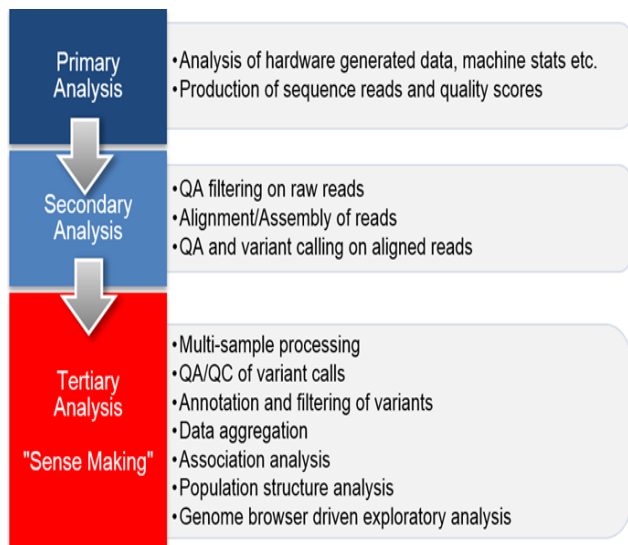 Primary
Analysis
•Analysis of hardware generated data, machine stats etc.
•Production of sequence reads and quality scores
Secondary
Analysis
•QA filtering on raw reads
•Alignment/Assembly of reads
•QA and variant calling on aligned reads
Tertiary
Analysis
"Sense Making"
•Multi-sample processing
•QA/QC of variant calls
•Annotation and filtering of variants
•Data aggregation
•Association analysis
•Population structure analysis
•Genome browser driven exploratory analysis